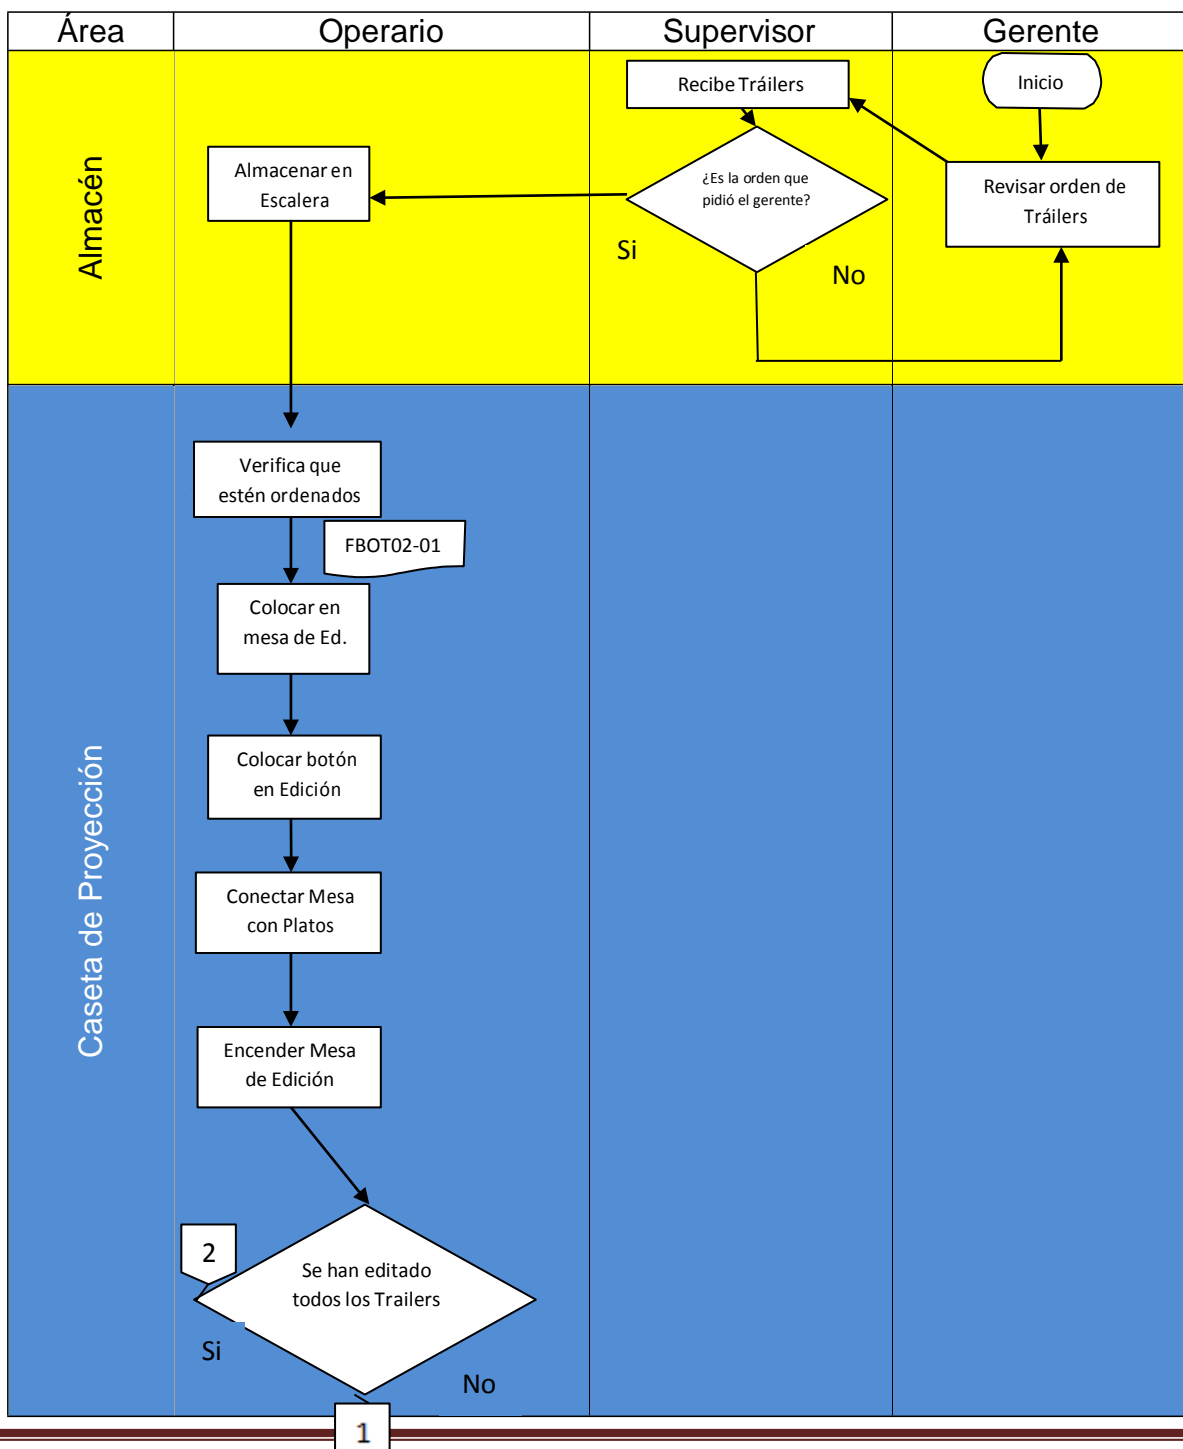 Área
Operario
Supervisor
Gerente
Almacén
Inicio
Revisar orden de
Tráilers
Recibe Tráilers
¿Es la orden que
pidió el gerente?
Si
No
Almacenar en
Escalera
Caseta de Proyección
Verifica que
estén ordenados
FBOT02-01
Colocar en
mesa de Ed.
Colocar botón
en Edición
Conectar Mesa
con Platos
Encender Mesa
de Edición
2
Se han editado
todos los Trailers
Si
No
1